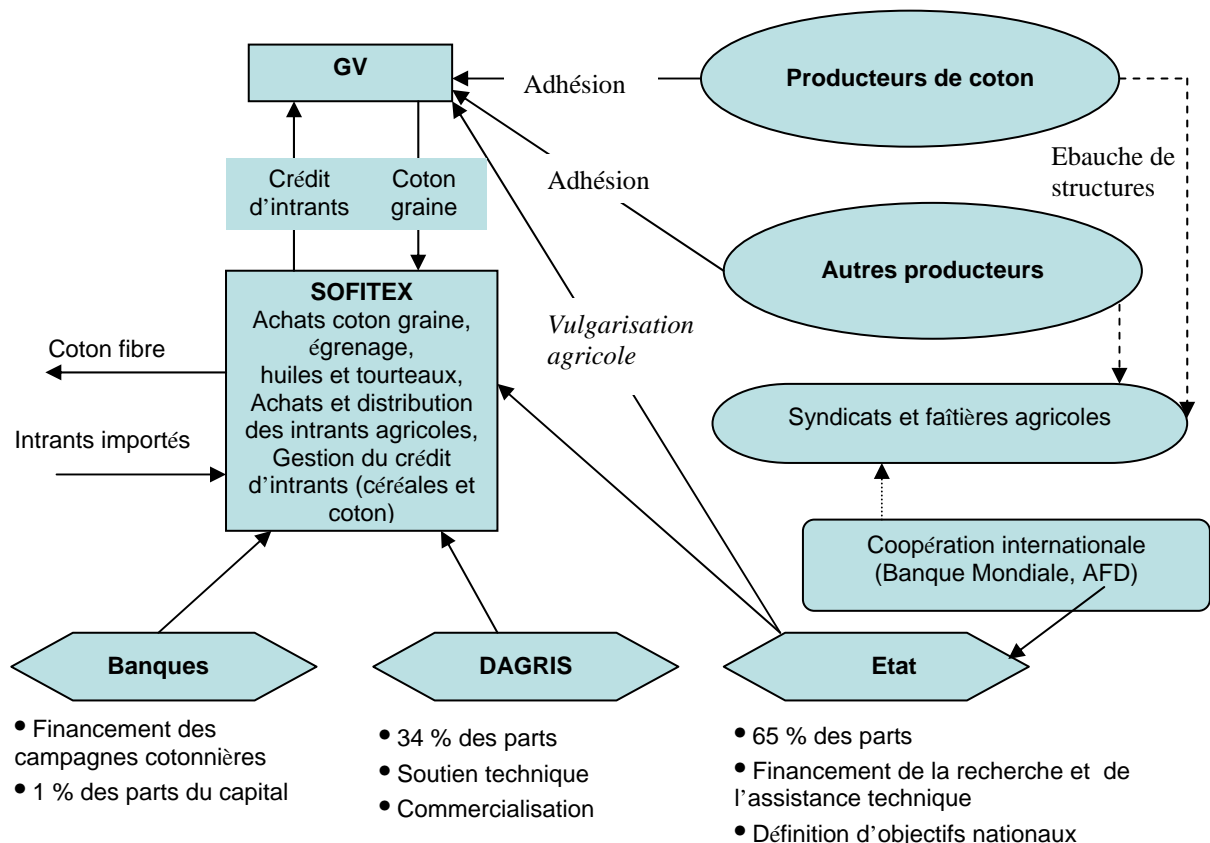 GV
Adhésion
Producteurs de coton
Ebauche de
structures
Crédit
d’intrants
Coton
graine
Adhésion
Autres producteurs
SOFITEX
Achats coton graine,
égrenage,
huiles et tourteaux,
Achats et distribution
des intrants agricoles,
Gestion du crédit
d’intrants (céréales et
coton)
Vulgarisation
agricole
Coton fibre
Intrants importés
Syndicats et faîtières agricoles
Coopération internationale
(Banque Mondiale, AFD)
Banques
• Financement des
campagnes cotonnières
• 1 % des parts du capital
DAGRIS
• 34 % des parts
• Soutien technique
• Commercialisation
Etat
• 65 % des parts
• Financement de la recherche et de
l’assistance technique
• Définition d’objectifs nationaux